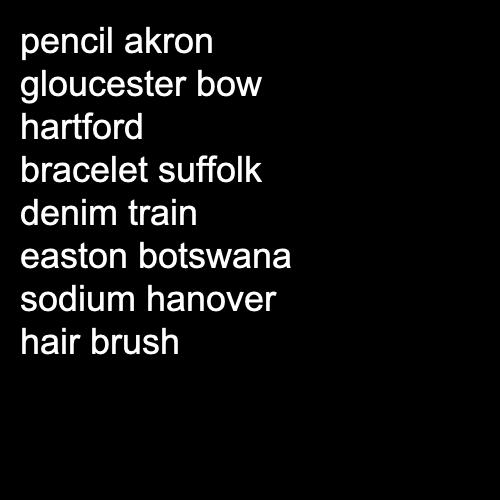 pencil akron
gloucester bow
hartford
bracelet suffolk
denim train
easton botswana
sodium hanover
hair brush